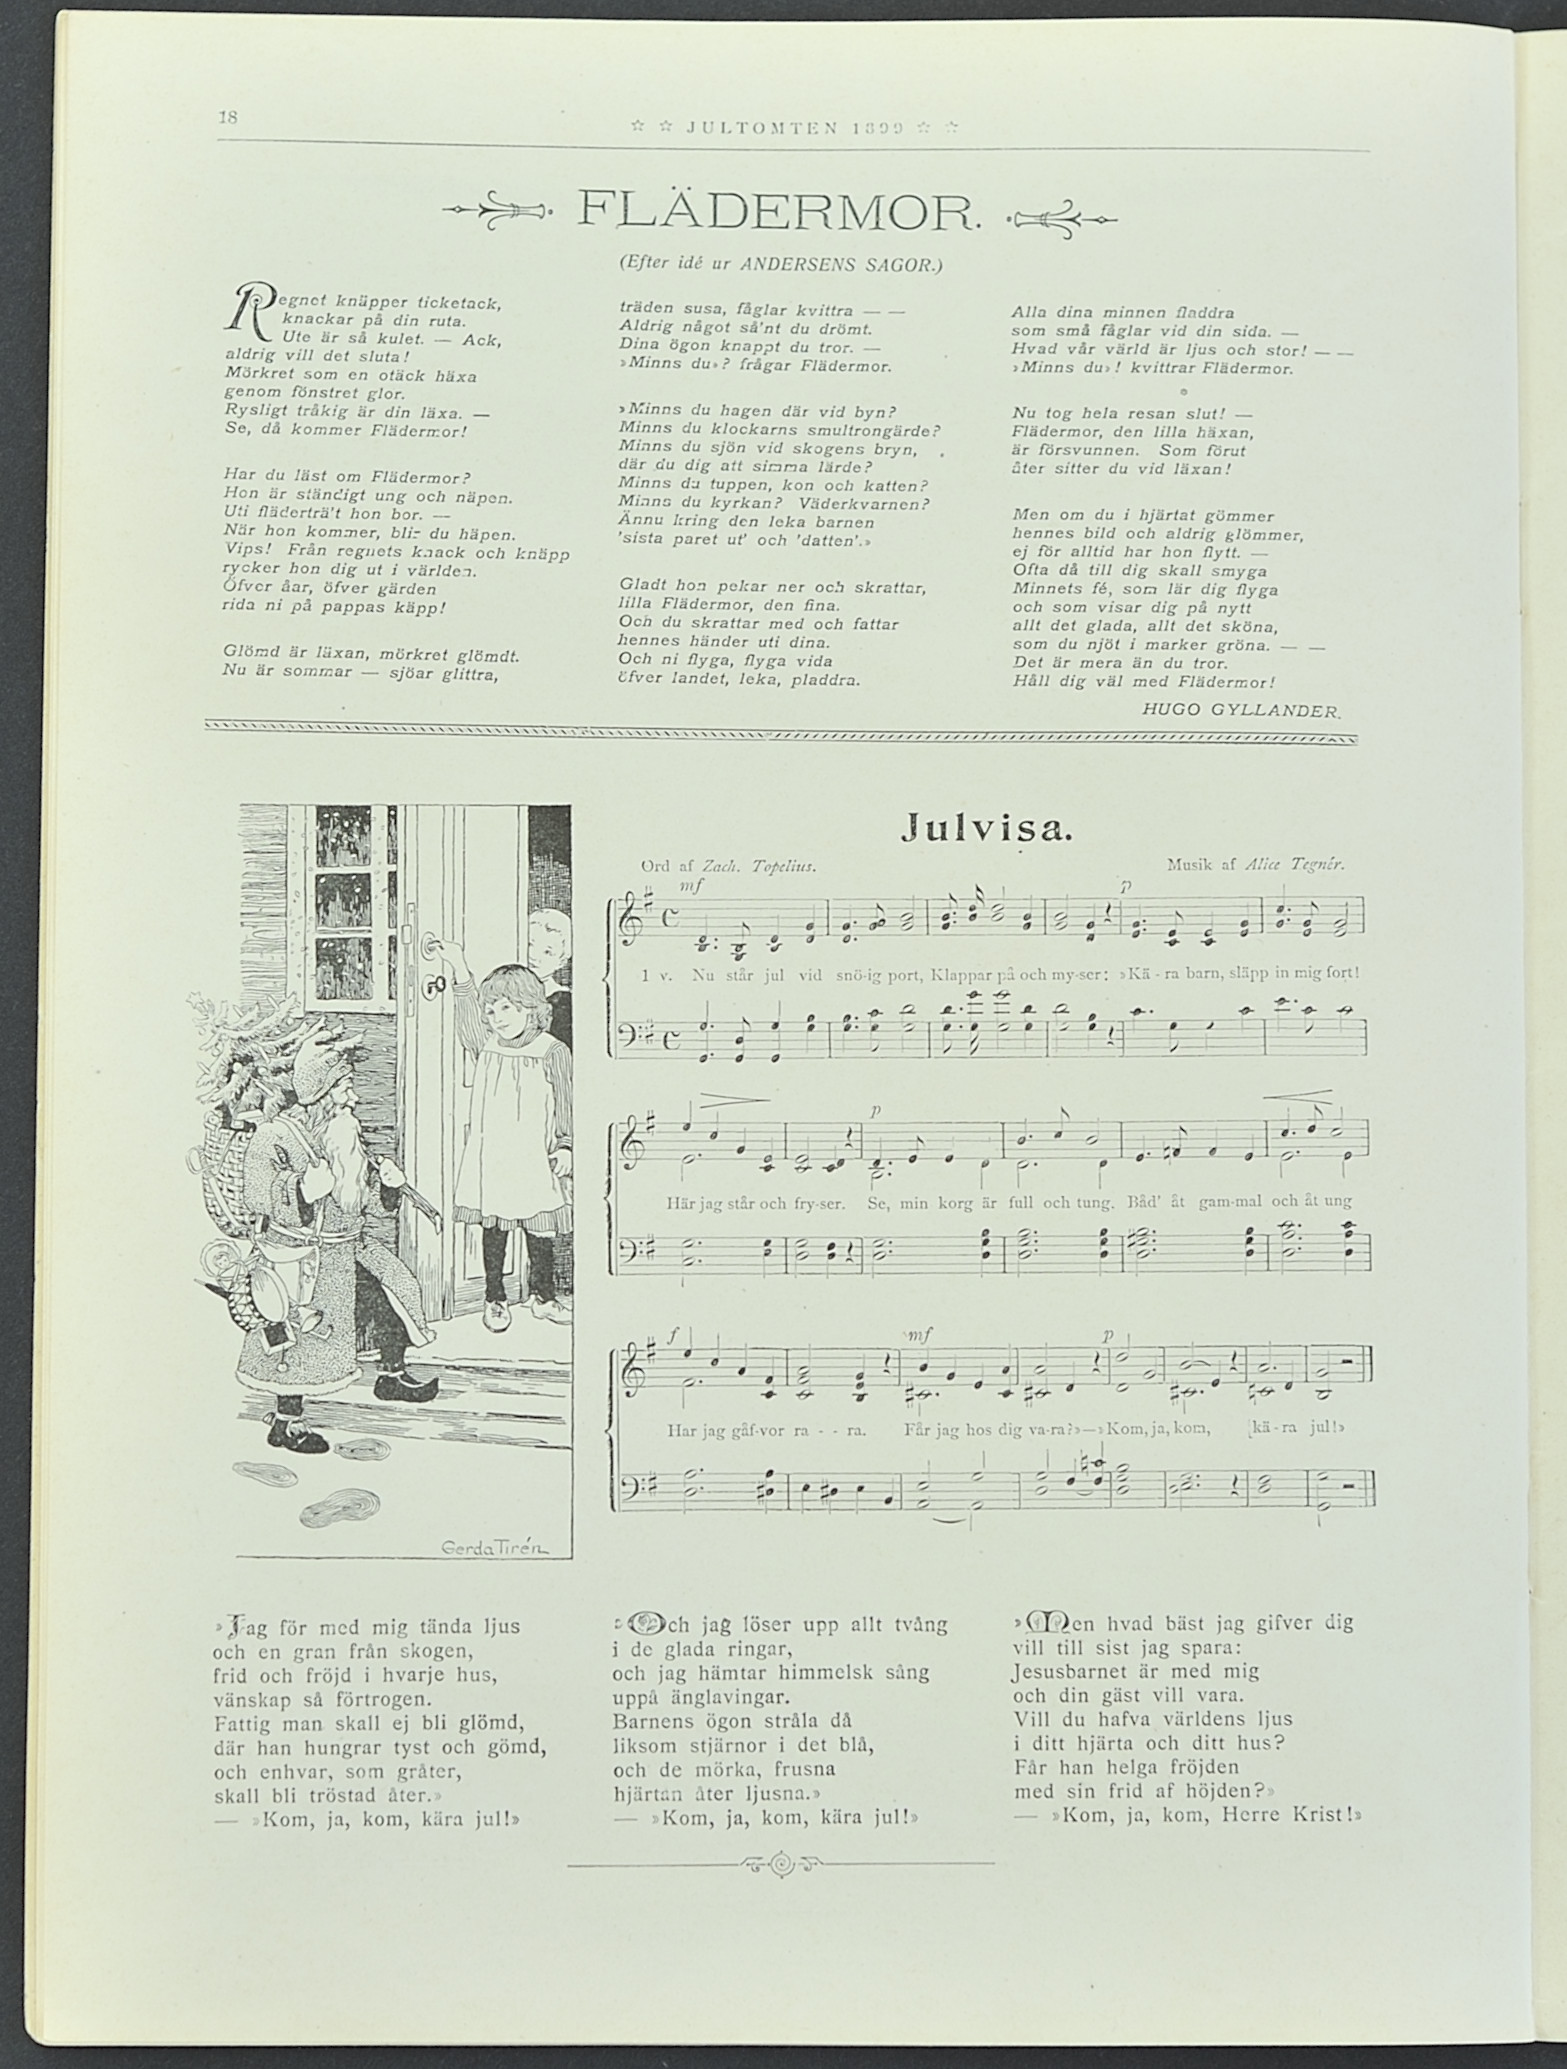 18
☆ ☆ JULTOMTEN 1899 ☆ ☆
FLÄDERMOR.
(Efter idé ur ANDERSENS SAGOR.)
Regnet knäpper ticketack,
knackar på din ruta.
Ute är så kulet. — Ack,
aldrig vill det sluta!
Mörkret som en otäck häxa
genom fönstret glor.
Rysligt tråkig är din läxa. —
Se, då kommer Flädermor!
Har du läst om Flädermor?
Hon är ständigt ung och näpen.
Uti fläderträ't hon bor. —
När hon kommer, blir du häpen.
Vips! Från regnets knack och knäpp
rycker hon dig ut i världen.
Öfver åar, öfver gärden
rida ni på pappas käpp!
Glömd är läxan, mörkret glömdt.
Nu är sommar — sjöar glittra,
träden susa, fåglar kvittra — —
Aldrig något så'nt du drömt.
Dina ögon knappt du tror. —
»Minns du»? frågar Flädermor.
»Minns du hagen där vid byn?
Minns du klockarns smultrongärde?
Minns du sjön vid skogens bryn,
där du dig att simma lärde?
Minns du tuppen, kon och katten?
Minns du kyrkan? Väderkvarnen?
Ännu kring den leka barnen
'sista paret ut' och 'datten'.»
Gladt hon pekar ner och skrattar,
lilla Flädermor, den fina.
Och du skrattar med och fattar
hennes händer uti dina.
Och ni flyga, flyga vida
öfver landet, leka, pladdra.
Alla dina minnen fladdra
som små fåglar vid din sida. —
Hvad vår värld är ljus och stor! — —
»Minns du»! kvittrar Flädermor.
Nu tog hela resan slut! —
Flädermor, den lilla häxan,
är försvunnen. Som förut
åter sitter du vid läxan!
Men om du i hjärtat gömmer
hennes bild och aldrig glömmer,
ej för alltid har hon flytt. —
Ofta då till dig skall smyga
Minnets fé, som lär dig flyga
och som visar dig på nytt
allt det glada, allt det sköna,
som du njöt i marker gröna. — —
Det är mera än du tror.
Håll dig väl med Flädermor!
HUGO GYLLANDER.
Julvisa.
Ord af Zach. Topelius.
Musik af Alice Tegnér.
mf
p
1 v. Nu står jul vid snö-ig port, Klappar på och my-ser: »Kä - ra barn, släpp in mig fort!
p
Här jag står och fry-ser. Se, min korg är full och tung. Båd' åt gam-mal och åt ung
f
mf
p
Har jag gåf-vor ra - - ra. Får jag hos dig va-ra?»—»Kom, ja, kom, kä - ra jul!»
Gerda Tirén
»Jag för med mig tända ljus
och en gran från skogen,
frid och fröjd i hvarje hus,
vänskap så förtrogen.
Fattig man skall ej bli glömd,
där han hungrar tyst och gömd,
och enhvar, som gråter,
skall bli tröstad åter.»
— »Kom, ja, kom, kära jul!»
»Och jag löser upp allt tvång
i de glada ringar,
och jag hämtar himmelsk sång
uppå änglavingar.
Barnens ögon stråla då
liksom stjärnor i det blå,
och de mörka, frusna
hjärtan åter ljusna.»
— »Kom, ja, kom, kära jul!»
»Men hvad bäst jag gifver dig
vill till sist jag spara:
Jesusbarnet är med mig
och din gäst vill vara.
Vill du hafva världens ljus
i ditt hjärta och ditt hus?
Får han helga fröjden
med sin frid af höjden?»
— »Kom, ja, kom, Herre Krist!»